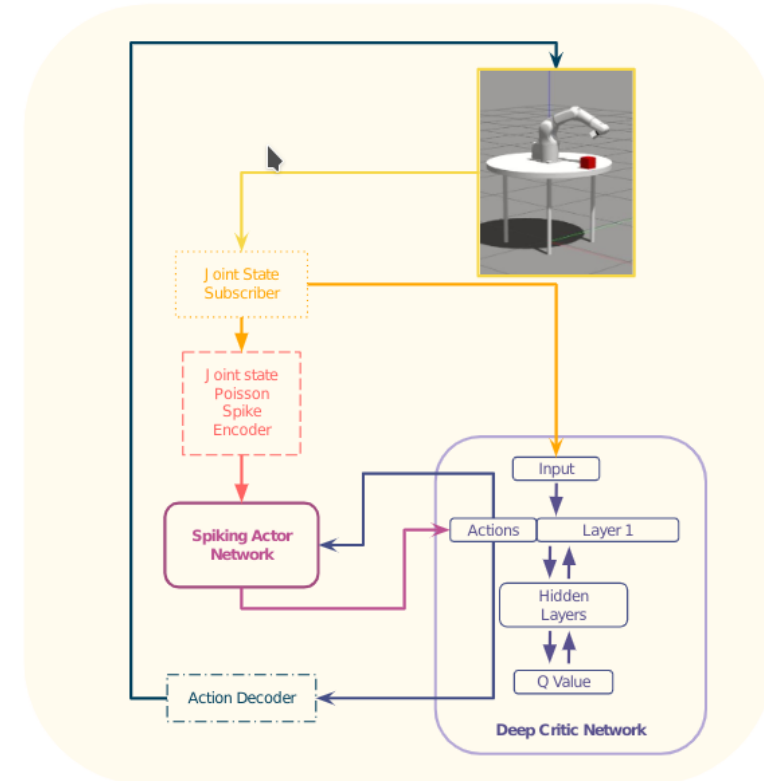 Joint State
Subscriber
Joint state
Poisson
Spike
Encoder
Input
Spiking Actor
Network
Actions
Layer 1
Hidden
Layers
Q Value
Action Decoder
Deep Critic Network